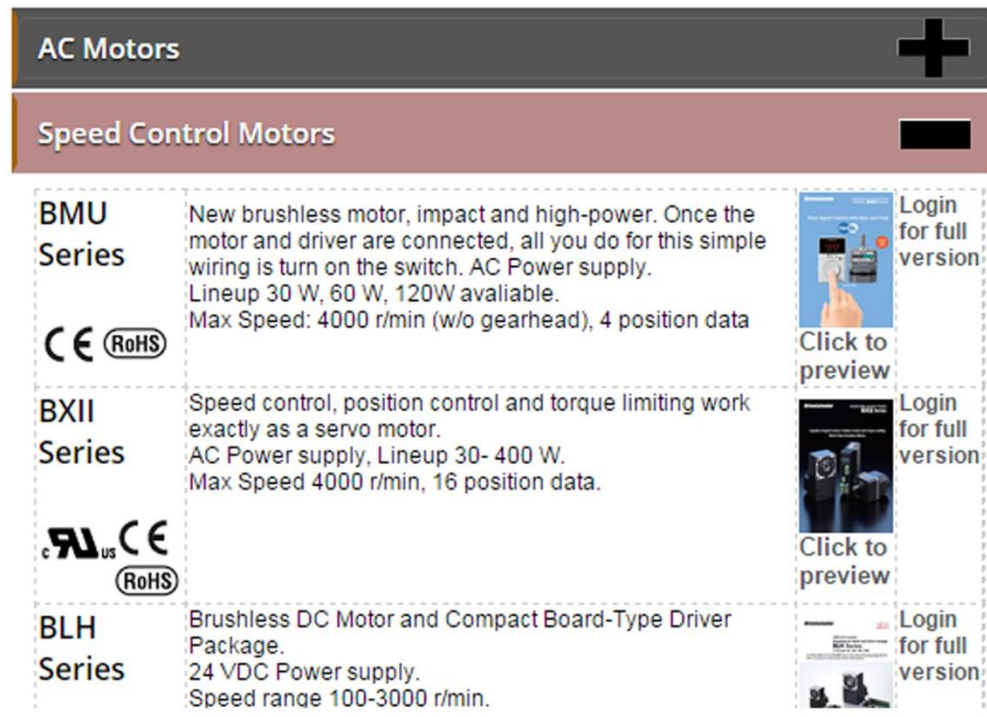 AC Motors
Speed Control Motors
BMU
Series
CE RoHS
New brushless motor, impact and high-power. Once the
motor and driver are connected, all you do for this simple
wiring is turn on the switch. AC Power supply.
Lineup 30 W, 60 W, 120W avaliable.
Max Speed: 4000 r/min (w/o gearhead), 4 position data
Click to
preview
Login
for full
version
BXII
Series
c us CE
RoHS
Speed control, position control and torque limiting work
exactly as a servo motor.
AC Power supply, Lineup 30- 400 W.
Max Speed 4000 r/min, 16 position data.
Click to
preview
Login
for full
version
BLH
Series
Brushless DC Motor and Compact Board-Type Driver
Package.
24 VDC Power supply.
Speed range 100-3000 r/min.
Login
for full
version